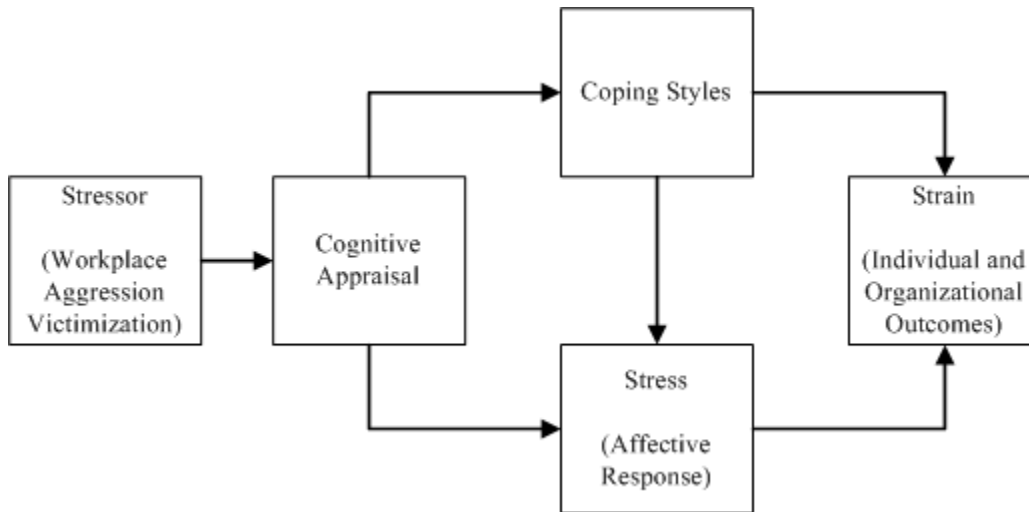 Coping Styles
Stressor
(Workplace
Aggression
Victimization)
Cognitive
Appraisal
Strain
(Individual and
Organizational
Outcomes)
Stress
(Affective
Response)